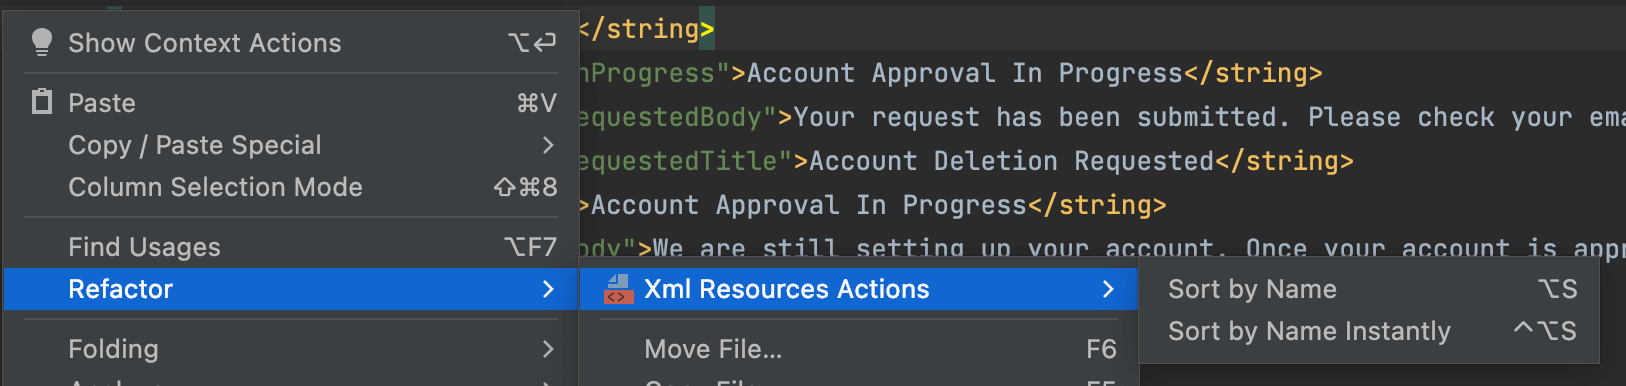 </string>
Show Context Actions ⌥↩
nProgress">Account Approval In Progress</string>
Paste ⌘V
equestedBody">Your request has been submitted. Please check your ema
Copy / Paste Special >
equestedTitle">Account Deletion Requested</string>
Column Selection Mode ⇧⌘8
>Account Approval In Progress</string>
Find Usages ⌥F7
ody">We are still setting up your account. Once your account is appr
Refactor >
Xml Resources Actions >
Sort by Name ⌥S
Sort by Name Instantly ^⌥S
Folding >
Move File... F6